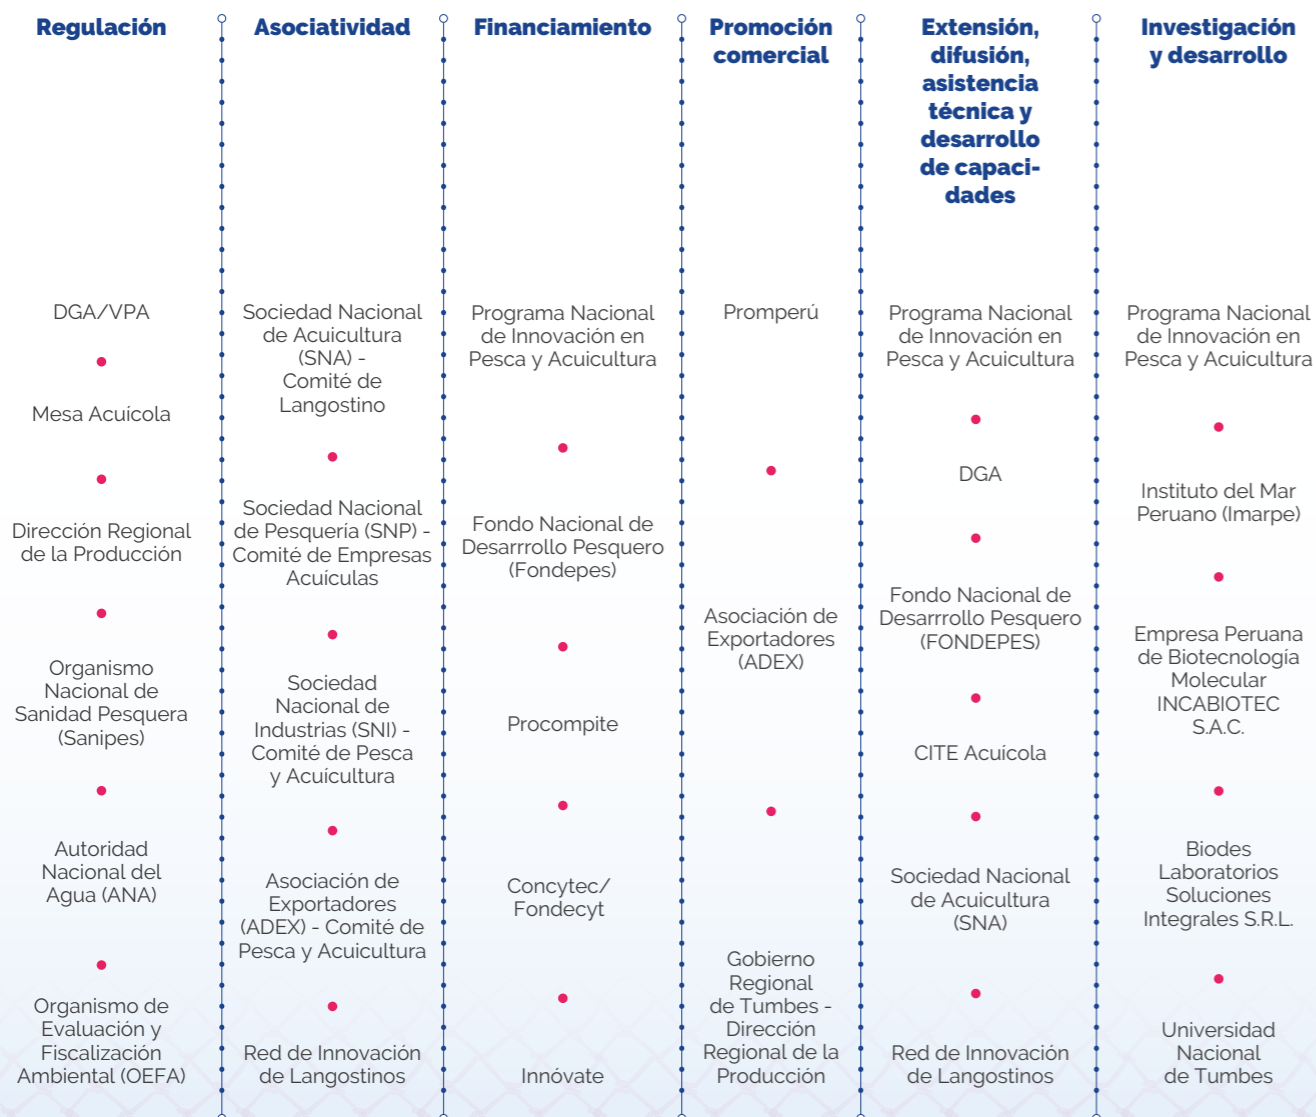 Regulación
DGA/VPA
Mesa Acuícola
Dirección Regional
de la Producción
Organismo
Nacional de
Sanidad Pesquera
(Sanipes)
Autoridad
Nacional del
Agua (ANA)
Organismo de
Evaluación y
Fiscalización
Ambiental (OEFA)
Asociatividad
Sociedad Nacional
de Acuicultura
(SNA) -
Comité de
Langostino
Sociedad Nacional
de Pesquería (SNP) -
Comité de Empresas
Acuículas
Sociedad
Nacional de
Industrias (SNI) -
Comité de Pesca
y Acuícultura
Asociación de
Exportadores
(ADEX) - Comité de
Pesca y Acuicultura
Red de Innovación
de Langostinos
Financiamiento
Programa Nacional
de Innovación en
Pesca y Acuicultura
Fondo Nacional de
Desarrrollo Pesquero
(Fondepes)
Procompite
Concytec/
Fondecyt
Innóvate
Promoción
comercial
Promperú
Asociación de
Exportadores
(ADEX)
Gobierno
Regional
de Tumbes -
Dirección
Regional de la
Producción
Extensión,
difusión,
asistencia
técnica y
desarrollo
de capaci-
dades
Programa Nacional
de Innovación en
Pesca y Acuicultura
DGA
Fondo Nacional de
Desarrrollo Pesquero
(FONDEPES)
CITE Acuícola
Sociedad Nacional
de Acuicultura
(SNA)
Red de Innovación
de Langostinos
Investigación
y desarrollo
Programa Nacional
de Innovación en
Pesca y Acuicultura
Instituto del Mar
Peruano (Imarpe)
Empresa Peruana
de Biotecnología
Molecular
INCABIOTEC
S.A.C.
Biodes
Laboratorios
Soluciones
Integrales S.R.L.
Universidad
Nacional
de Tumbes